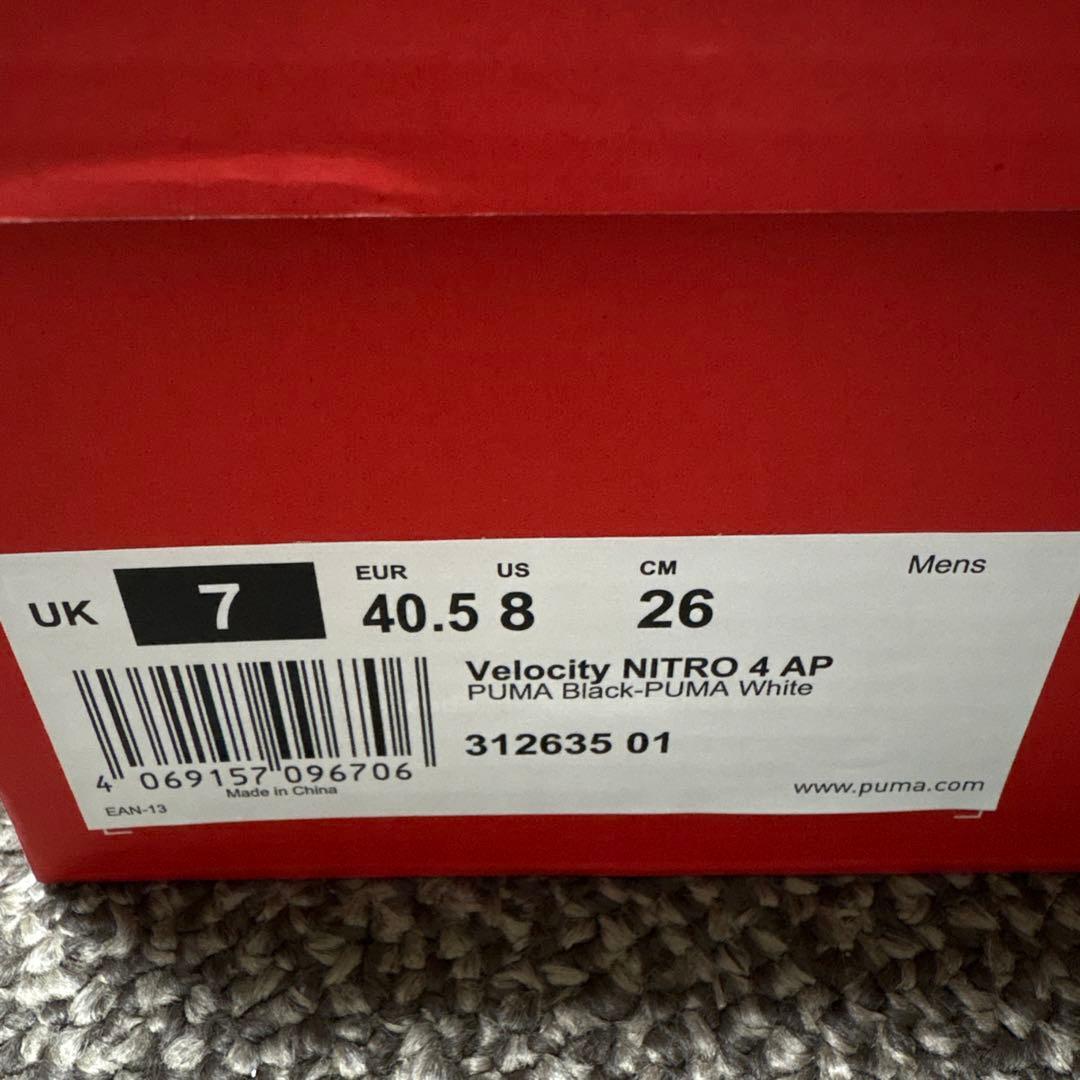 UK 7 EUR 40.5 US 8 CM 26 Mens
Velocity NITRO 4 AP
PUMA Black-PUMA White
312635 01
4 069157 096706
Made in China
EAN-13
www.puma.com